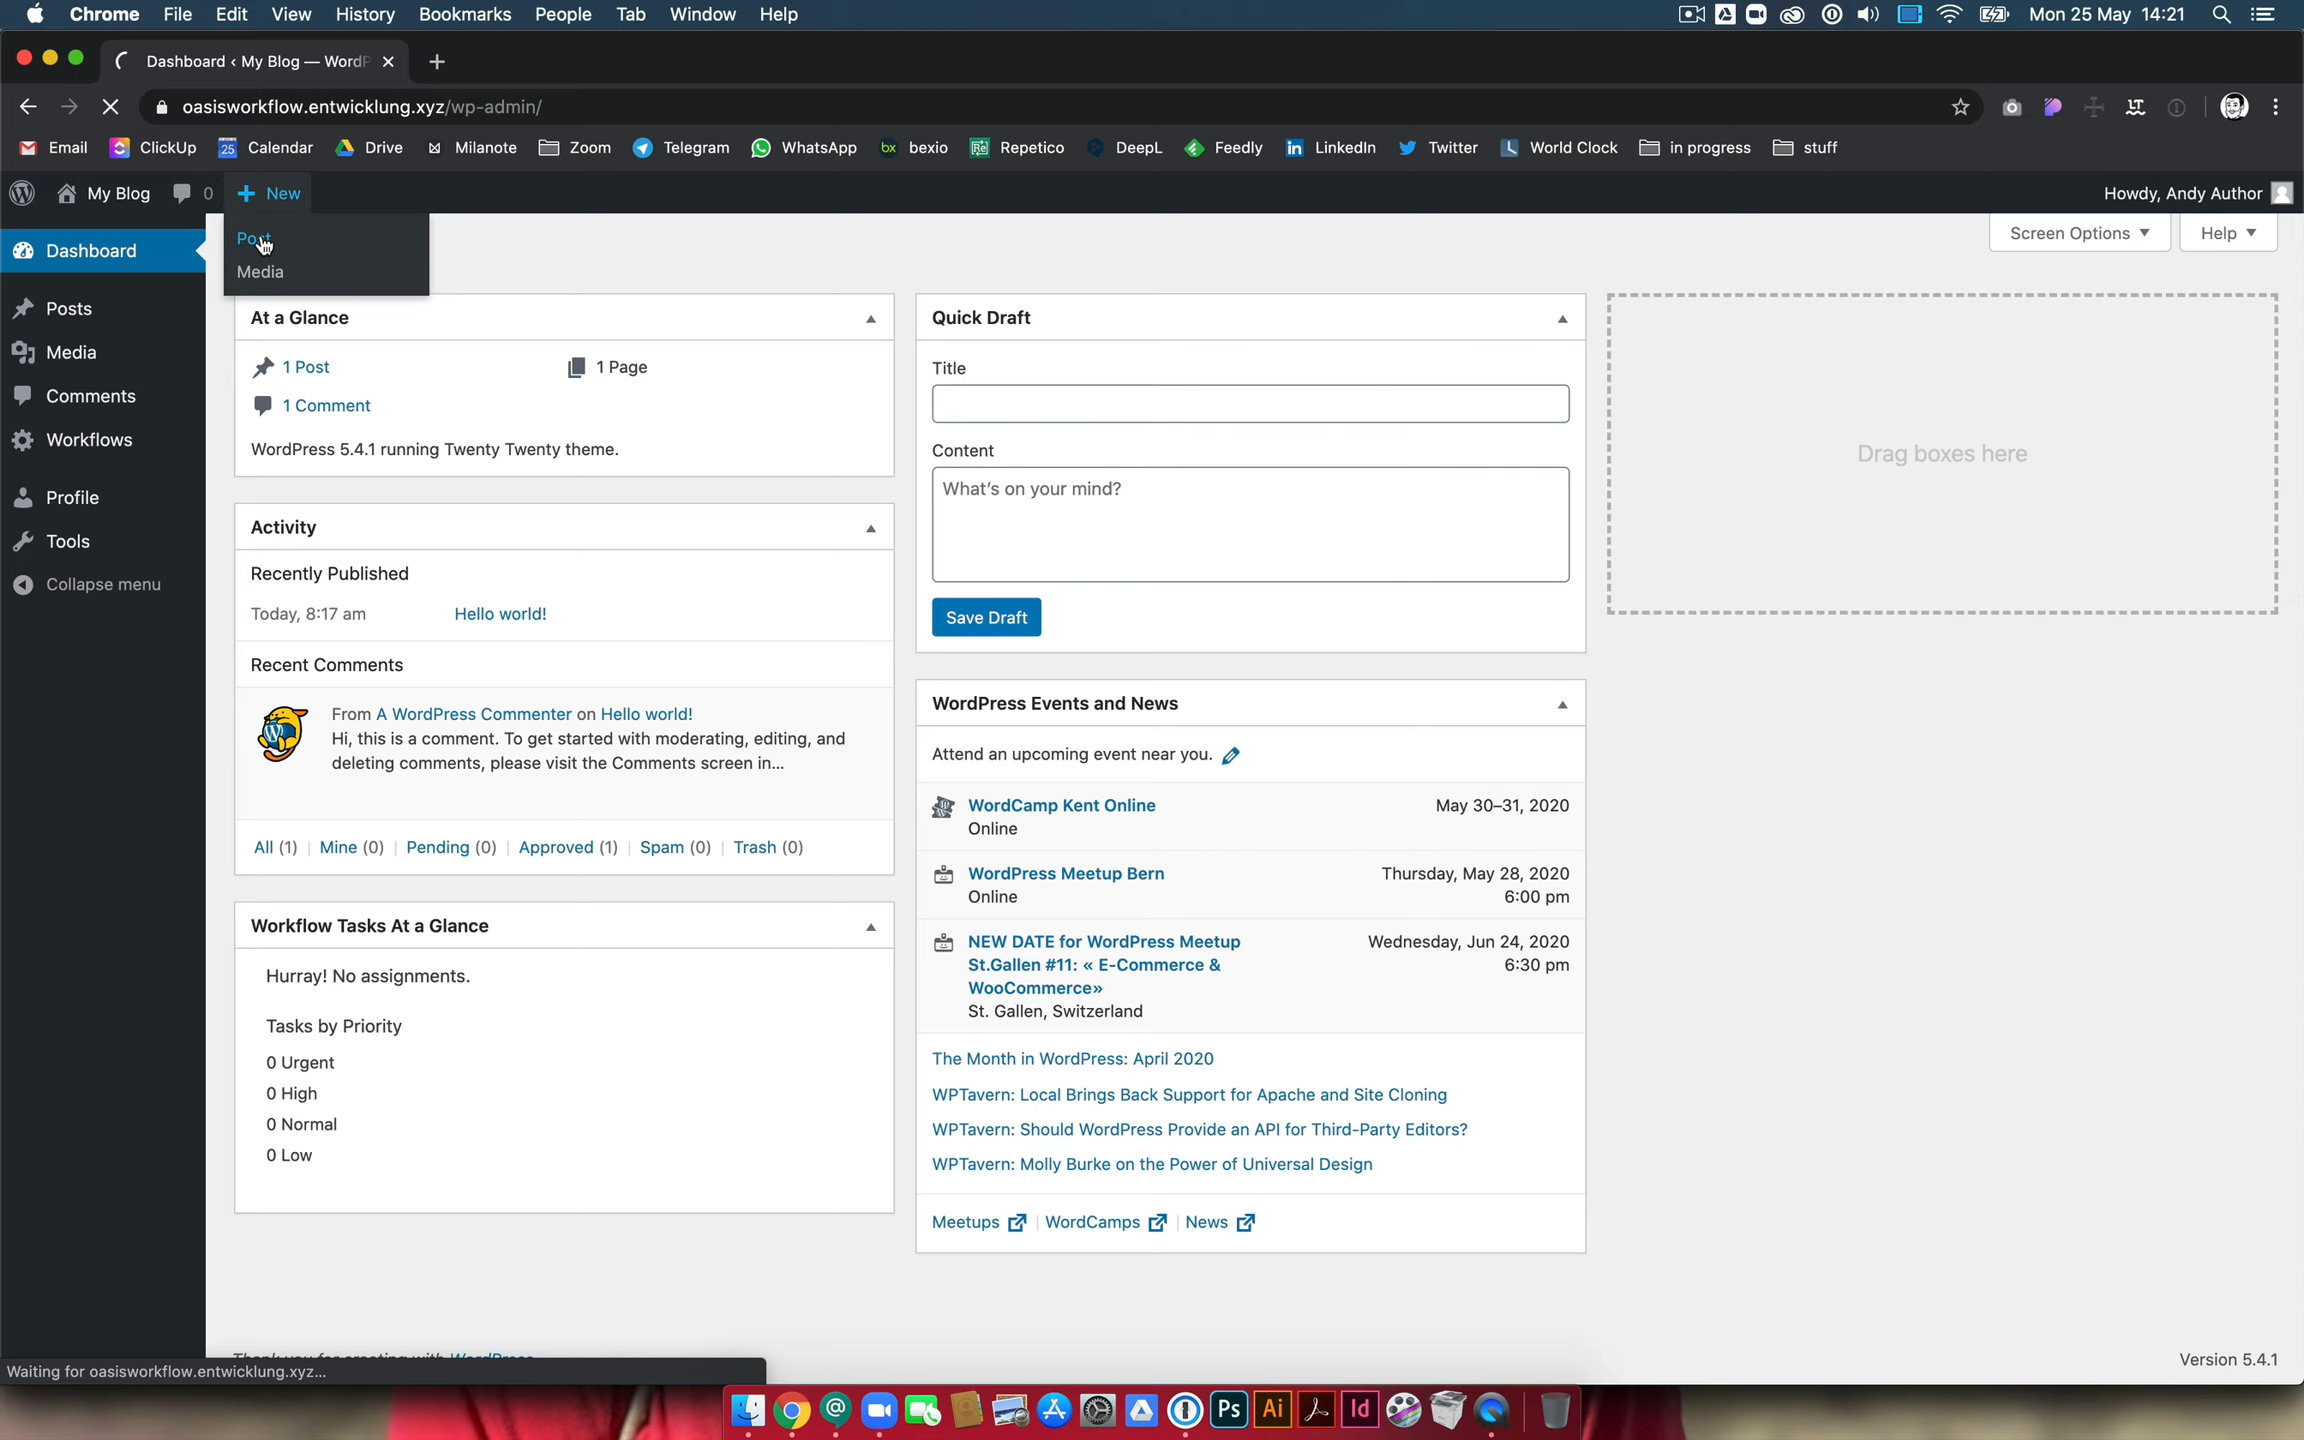 Chrome File Edit View History Bookmarks People Tab Window Help Mon 25 May 14:21
Dashboard ‹ My Blog — WordP
oasisworkflow.entwicklung.xyz/wp-admin/
Email ClickUp 25 Calendar Drive Milanote Zoom Telegram WhatsApp bx bexio Re Repetico DeepL Feedly in LinkedIn Twitter World Clock in progress stuff
My Blog 0 + New Howdy, Andy Author
Post
Media
Screen Options ▼ Help ▼
Dashboard
Posts
Media
Comments
Workflows
Profile
Tools
Collapse menu
At a Glance
1 Post 1 Page
1 Comment
WordPress 5.4.1 running Twenty Twenty theme.
Activity
Recently Published
Today, 8:17 am Hello world!
Recent Comments
From A WordPress Commenter on Hello world!
Hi, this is a comment. To get started with moderating, editing, and
deleting comments, please visit the Comments screen in...
All (1) | Mine (0) | Pending (0) | Approved (1) | Spam (0) | Trash (0)
Workflow Tasks At a Glance
Hurray! No assignments.
Tasks by Priority
0 Urgent
0 High
0 Normal
0 Low
Quick Draft
Title
Content
What's on your mind?
Save Draft
WordPress Events and News
Attend an upcoming event near you.
WordCamp Kent Online May 30–31, 2020
Online
WordPress Meetup Bern Thursday, May 28, 2020
Online 6:00 pm
NEW DATE for WordPress Meetup Wednesday, Jun 24, 2020
St.Gallen #11: « E-Commerce & 6:30 pm
WooCommerce»
St. Gallen, Switzerland
The Month in WordPress: April 2020
WPTavern: Local Brings Back Support for Apache and Site Cloning
WPTavern: Should WordPress Provide an API for Third-Party Editors?
WPTavern: Molly Burke on the Power of Universal Design
Meetups | WordCamps | News
Drag boxes here
Thank you for creating with WordPress
Version 5.4.1
Waiting for oasisworkflow.entwicklung.xyz...
Ps Ai Id